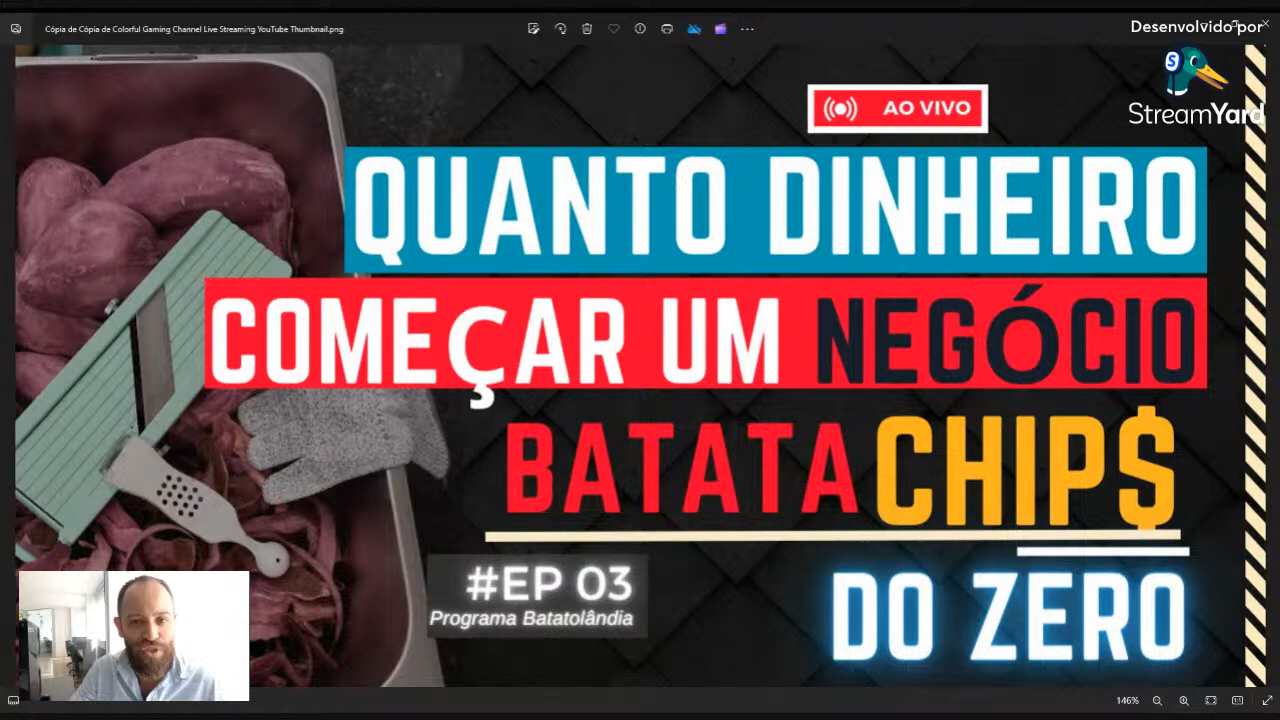 Cópia de Cópia de Colorful Gaming Channel Live Streaming YouTube Thumbnail.png
Desenvolvido por
StreamYard
AO VIVO
QUANTO DINHEIRO
COMEÇAR UM NEGÓCIO
BATATA CHIP$
#EP 03
Programa Batatolândia
DO ZERO
146%